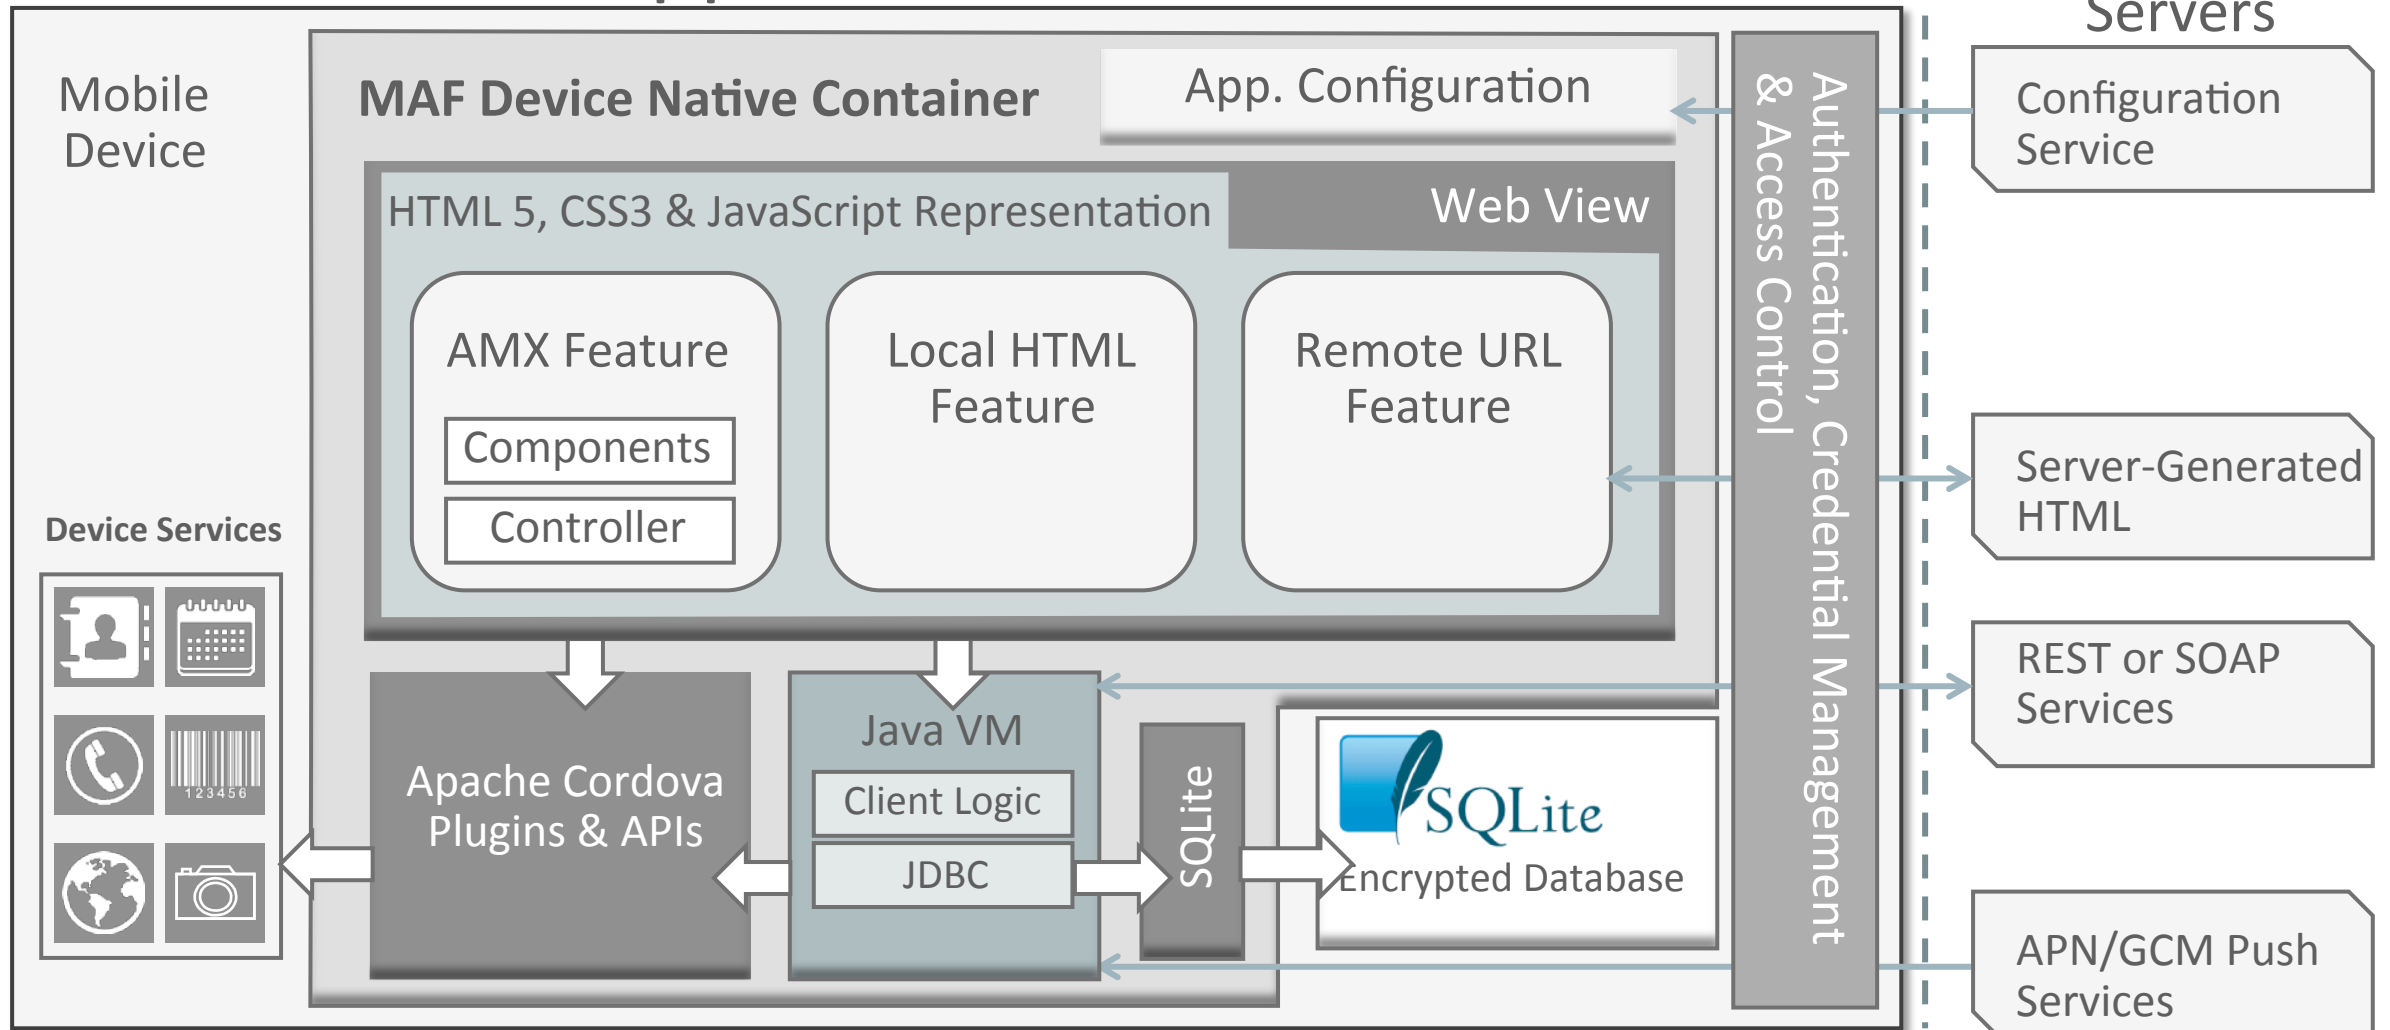 Servers
Mobile
Device
MAF Device Native Container
App. Configuration
Configuration
Service
HTML 5, CSS3 & JavaScript Representation
Web View
Authentication, Credential Management
& Access Control
AMX Feature
Components
Controller
Local HTML
Feature
Remote URL
Feature
Server-Generated
HTML
Device Services
123456
REST or SOAP
Services
Apache Cordova
Plugins & APIs
Java VM
Client Logic
JDBC
SQLite
SQLite
Encrypted Database
APN/GCM Push
Services